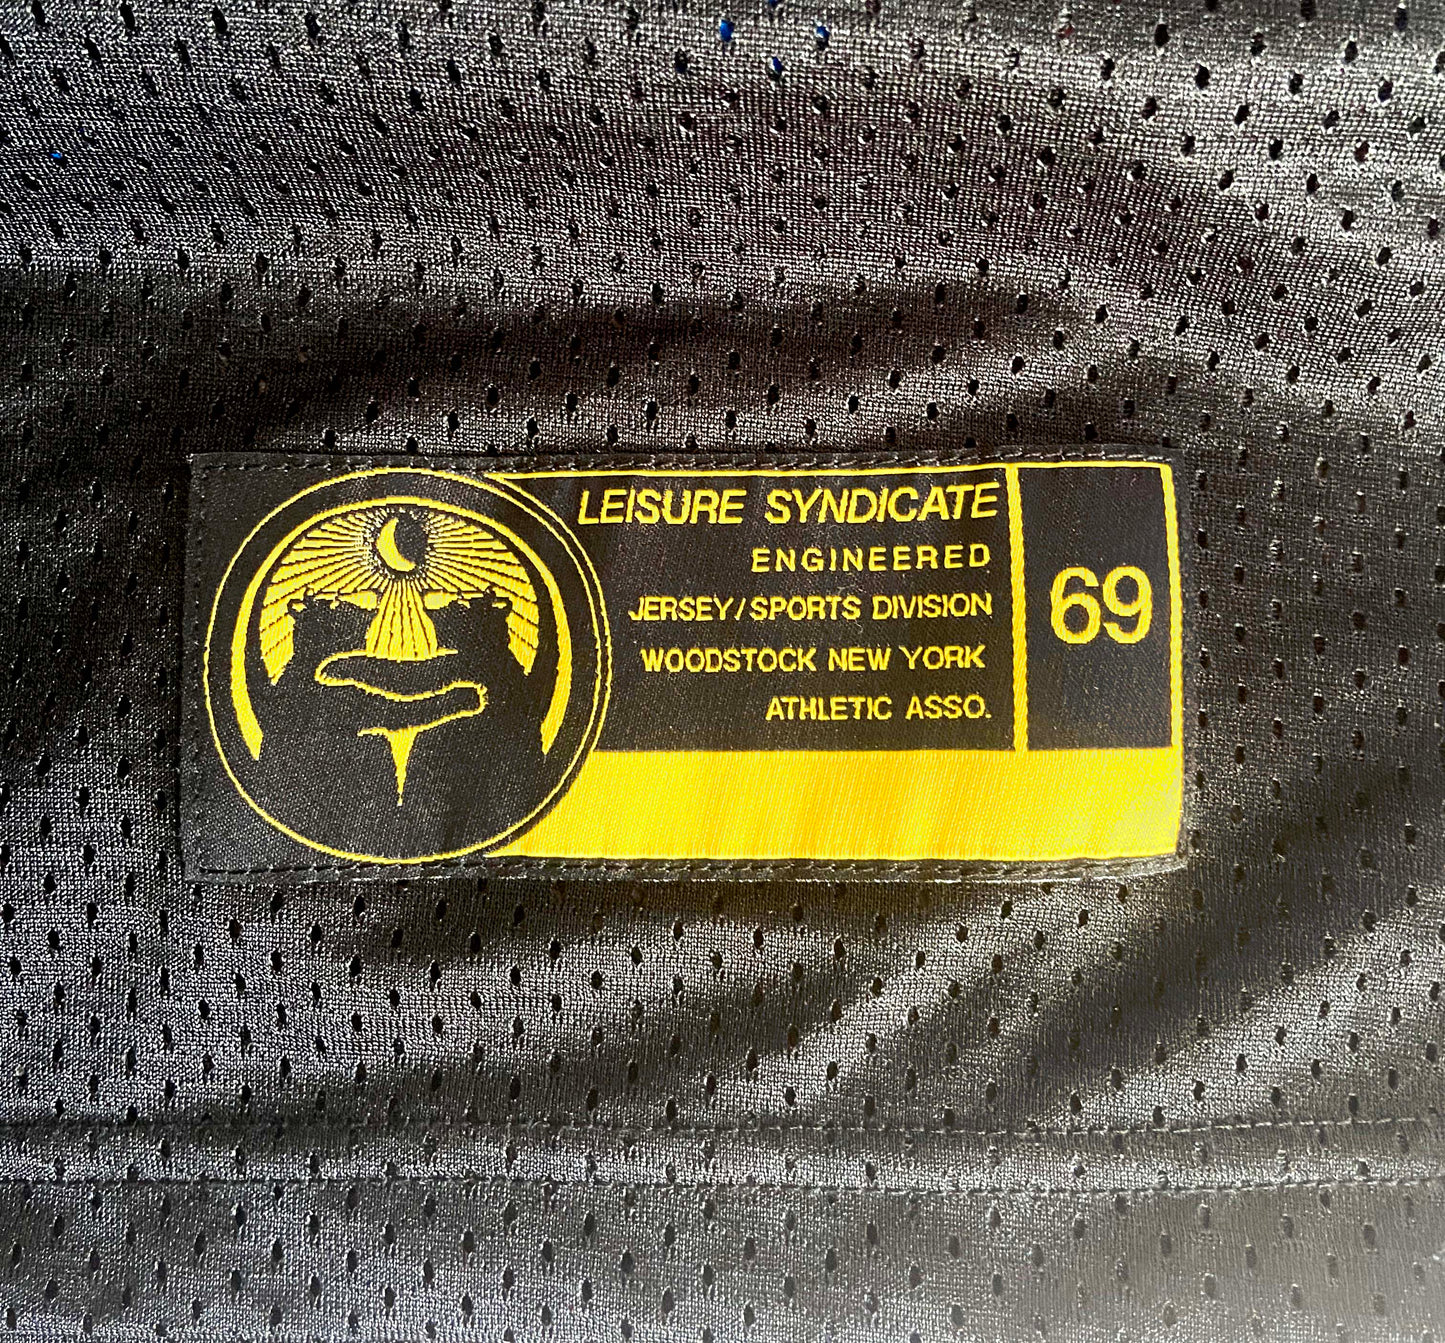 LEISURE SYNDICATE
ENGINEERED
JERSEY/SPORTS DIVISION
WOODSTOCK NEW YORK
ATHLETIC ASSO.
69